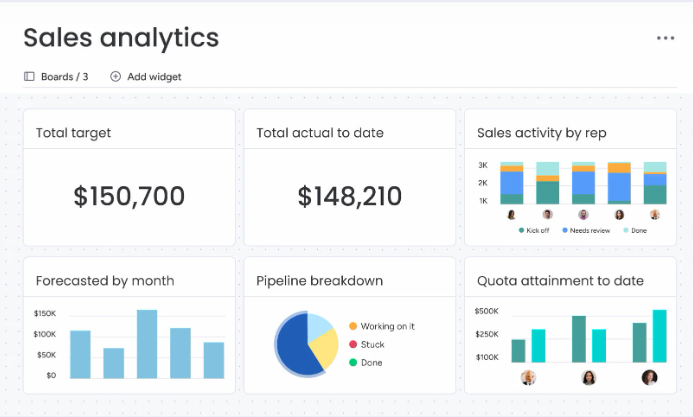 Sales analytics
Boards / 3
Add widget
Total target
$150,700
Total actual to date
$148,210
Sales activity by rep
3K
2K
1K
Kick off
Needs review
Done
Forecasted by month
$150K
$100K
$50K
$0
Pipeline breakdown
Working on it
Stuck
Done
Quota attainment to date
$500K
$250K
$100K